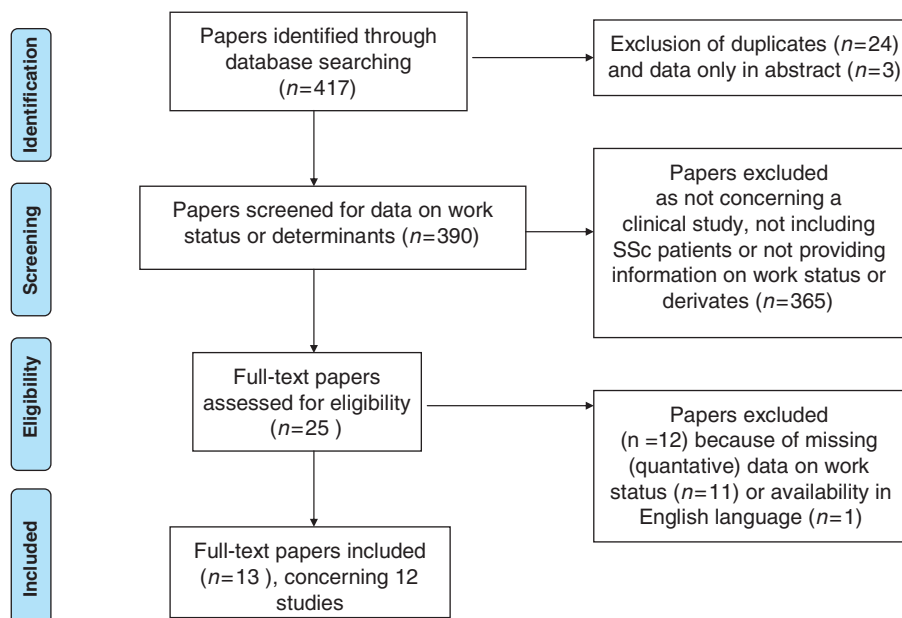 Identification
Papers identified through
database searching
(n=417)
Exclusion of duplicates (n=24)
and data only in abstract (n=3)
Screening
Papers screened for data on work
status or determinants (n=390)
Papers excluded
as not concerning a
clinical study, not including
SSc patients or not providing
information on work status or
derivates (n=365)
Eligibility
Full-text papers
assessed for eligibility
(n=25 )
Papers excluded
(n =12) because of missing
(quantative) data on work
status (n=11) or availability in
English language (n=1)
Included
Full-text papers included
(n=13 ), concerning 12
studies